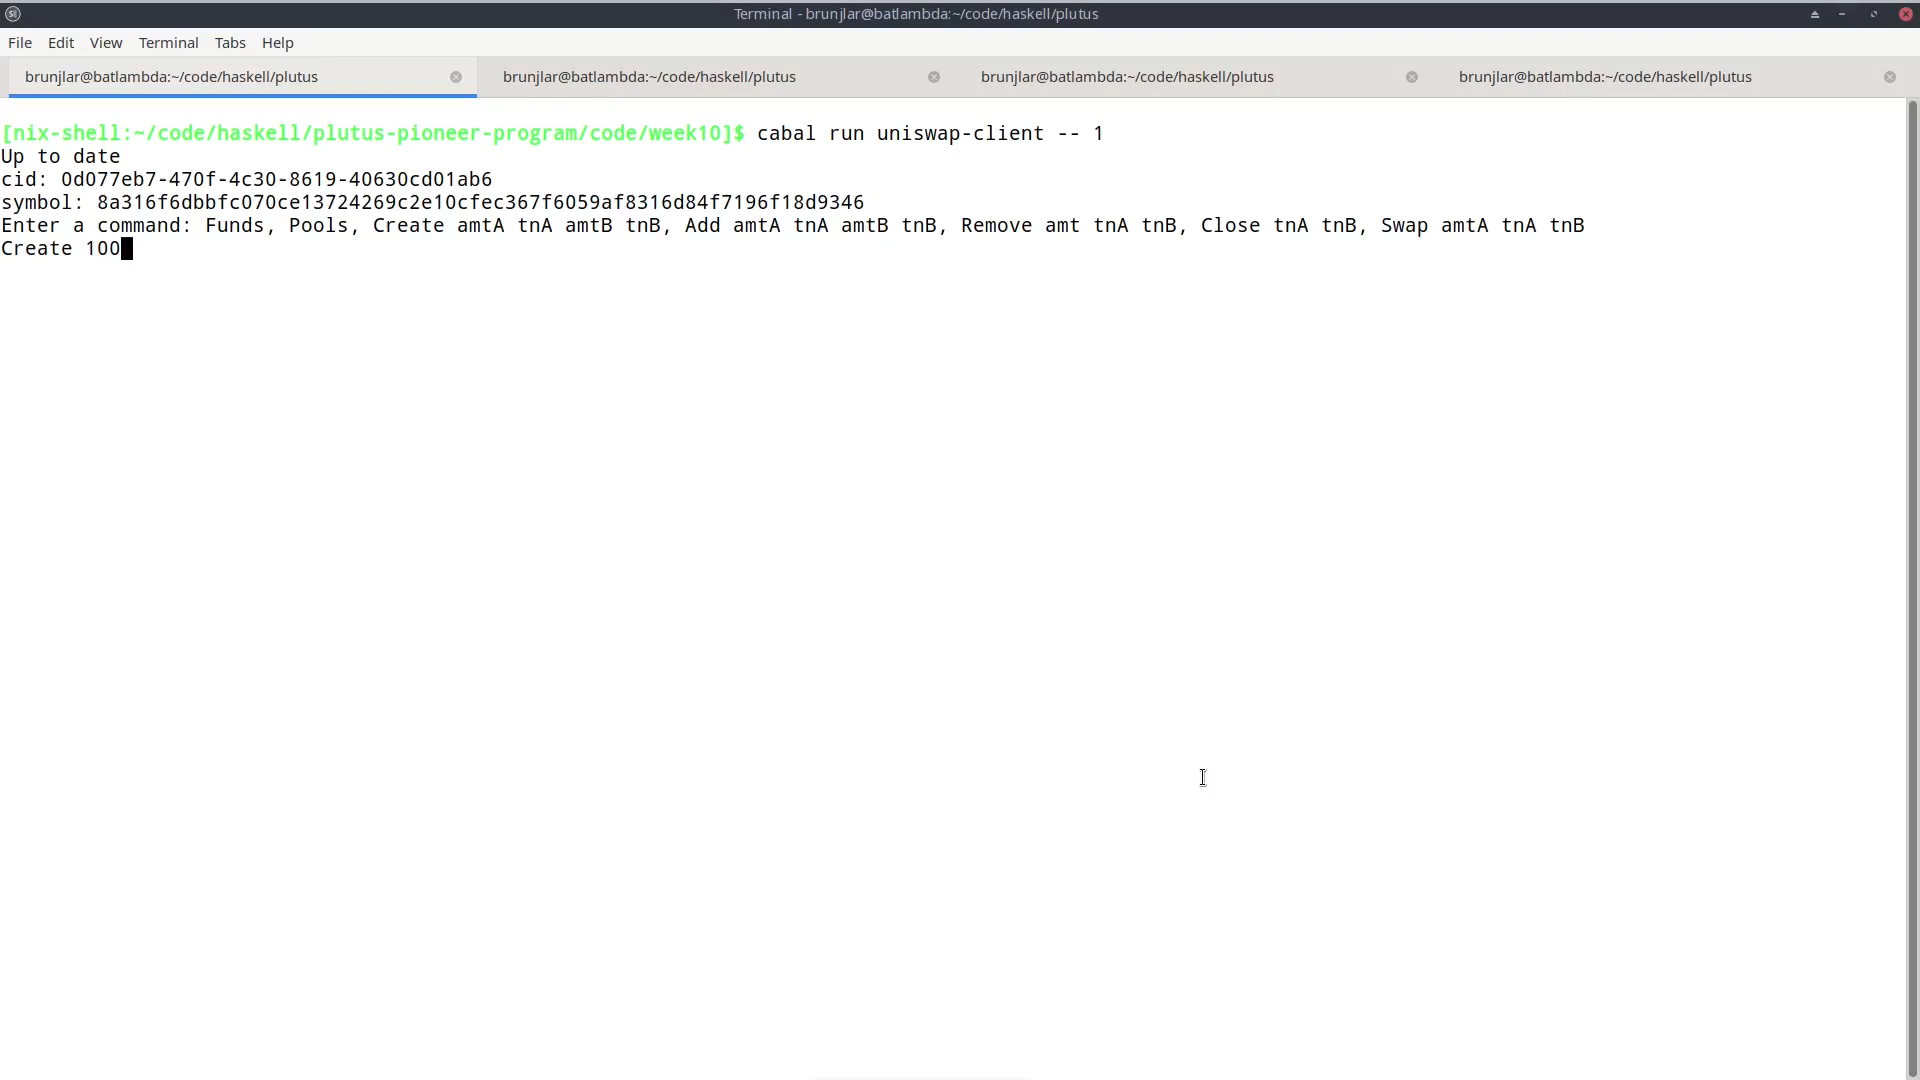 Terminal - brunjlar@batlambda:~/code/haskell/plutus
File Edit View Terminal Tabs Help
brunjlar@batlambda:~/code/haskell/plutus brunjlar@batlambda:~/code/haskell/plutus brunjlar@batlambda:~/code/haskell/plutus brunjlar@batlambda:~/code/haskell/plutus
[nix-shell:~/code/haskell/plutus-pioneer-program/code/week10]$ cabal run uniswap-client -- 1
Up to date
cid: 0d077eb7-470f-4c30-8619-40630cd01ab6
symbol: 8a316f6dbbfc070ce13724269c2e10cfec367f6059af8316d84f7196f18d9346
Enter a command: Funds, Pools, Create amtA tnA amtB tnB, Add amtA tnA amtB tnB, Remove amt tnA tnB, Close tnA tnB, Swap amtA tnA tnB
Create 100